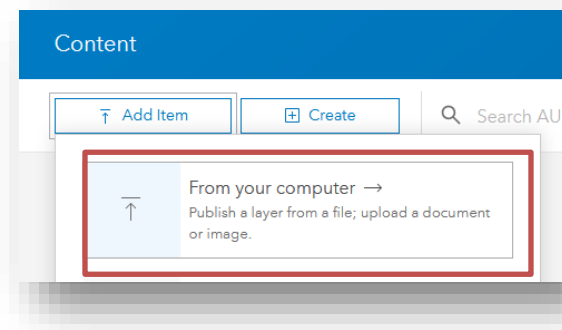 Content
Add Item
Create
Search AU
From your computer →
Publish a layer from a file; upload a document
or image.